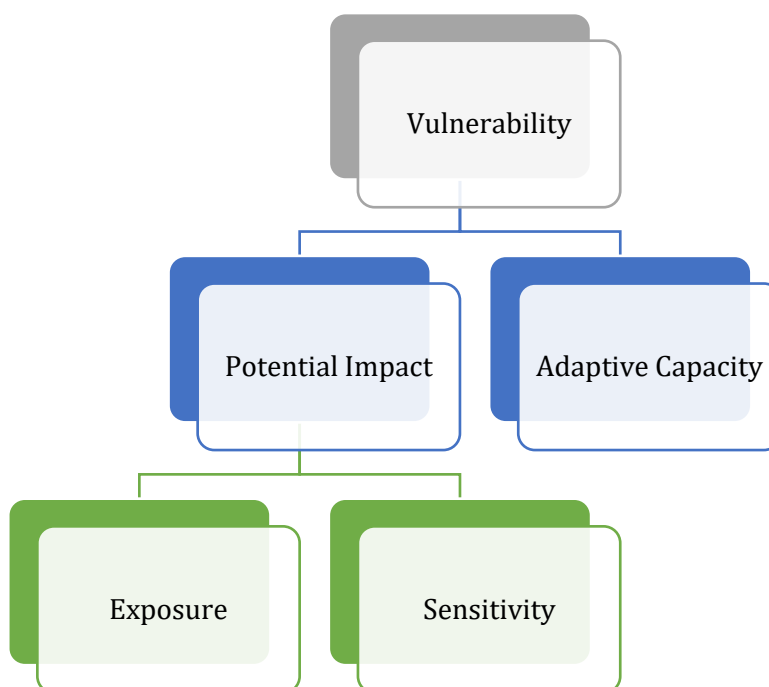 Vulnerability
Potential Impact
Adaptive Capacity
Exposure
Sensitivity